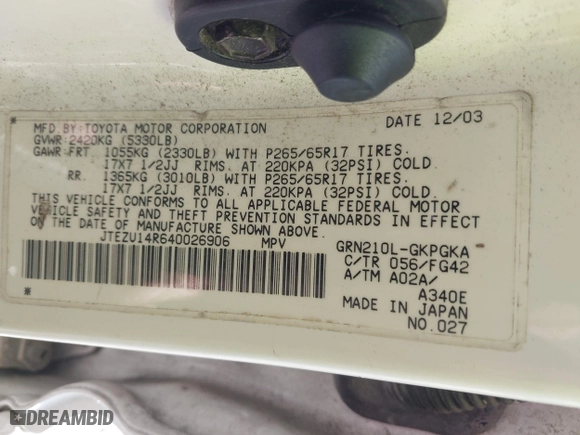 MFD.BY:TOYOTA MOTOR CORPORATION DATE 12/03
GVWR:2420KG (5330LB)
GAWR:FRT 1055KG (2330LB) WITH P265/65R17 TIRES.
17X7 1/2JJ RIMS. AT 220KPA (32PSI) COLD.
RR. 1365KG (3010LB) WITH P265/65R17 TIRES.
17X7 1/2JJ RIMS. AT 220KPA (32PSI) COLD.
THIS VEHICLE CONFORMS TO ALL APPLICABLE FEDERAL MOTOR
VEHICLE SAFETY AND THEFT PREVENTION STANDARDS IN EFFECT
ON THE DATE OF MANUFACTURE SHOWN ABOVE.
JTEZU14R640026906 MPV GRN210L-GKPGKA
C/TR 056/FG42
A/TM A02A/
A340E
MADE IN JAPAN
NO.027
DREAMBID